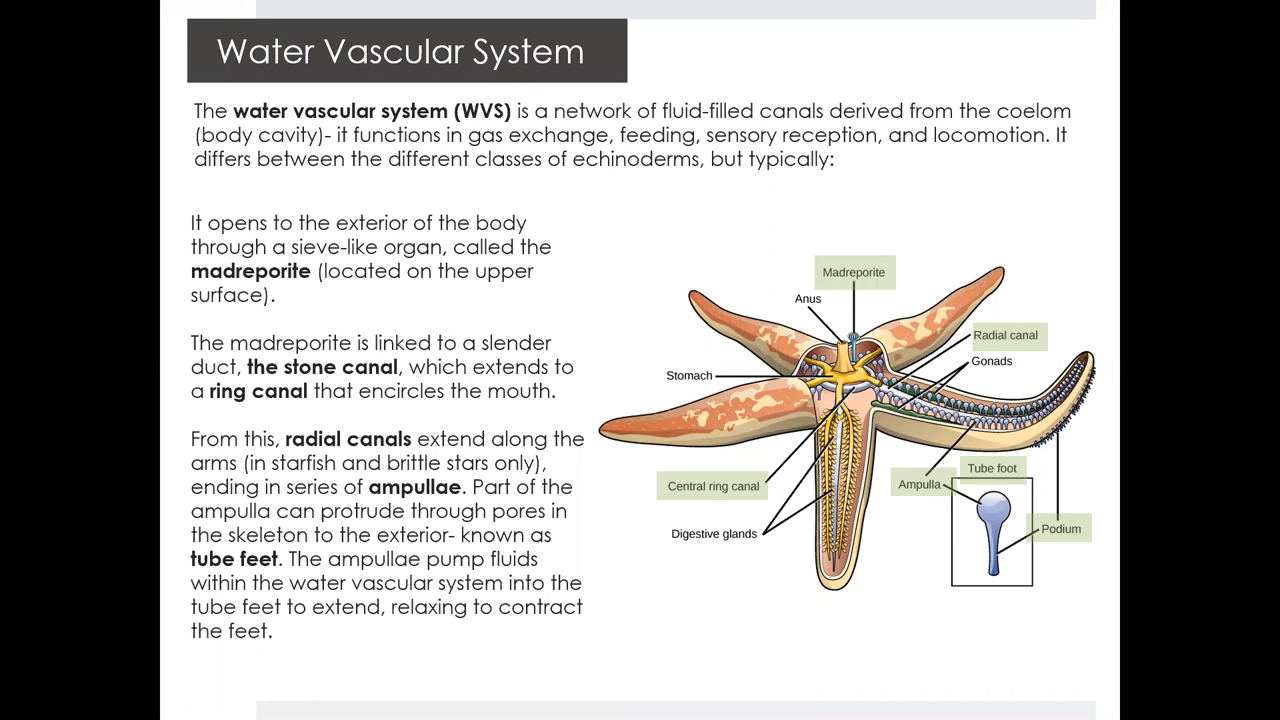 Water Vascular System
The water vascular system (WVS) is a network of fluid-filled canals derived from the coelom
(body cavity)- it functions in gas exchange, feeding, sensory reception, and locomotion. It
differs between the different classes of echinoderms, but typically:
It opens to the exterior of the body
through a sieve-like organ, called the
madreporite (located on the upper
surface).
The madreporite is linked to a slender
duct, the stone canal, which extends to
a ring canal that encircles the mouth.
From this, radial canals extend along the
arms (in starfish and brittle stars only),
ending in series of ampullae. Part of the
ampulla can protrude through pores in
the skeleton to the exterior- known as
tube feet. The ampullae pump fluids
within the water vascular system into the
tube feet to extend, relaxing to contract
the feet.
Madreporite
Anus
Radial canal
Gonads
Stomach
Tube foot
Central ring canal
Ampulla
Podium
Digestive glands